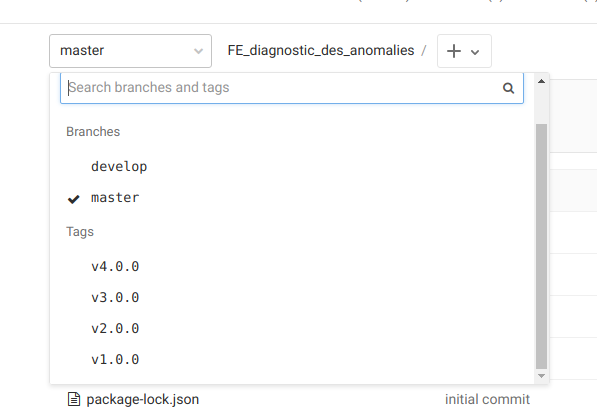 master FE_diagnostic_des_anomalies / +
Search branches and tags
Branches
develop
master
Tags
v4.0.0
v3.0.0
v2.0.0
v1.0.0
package-lock.json initial commit